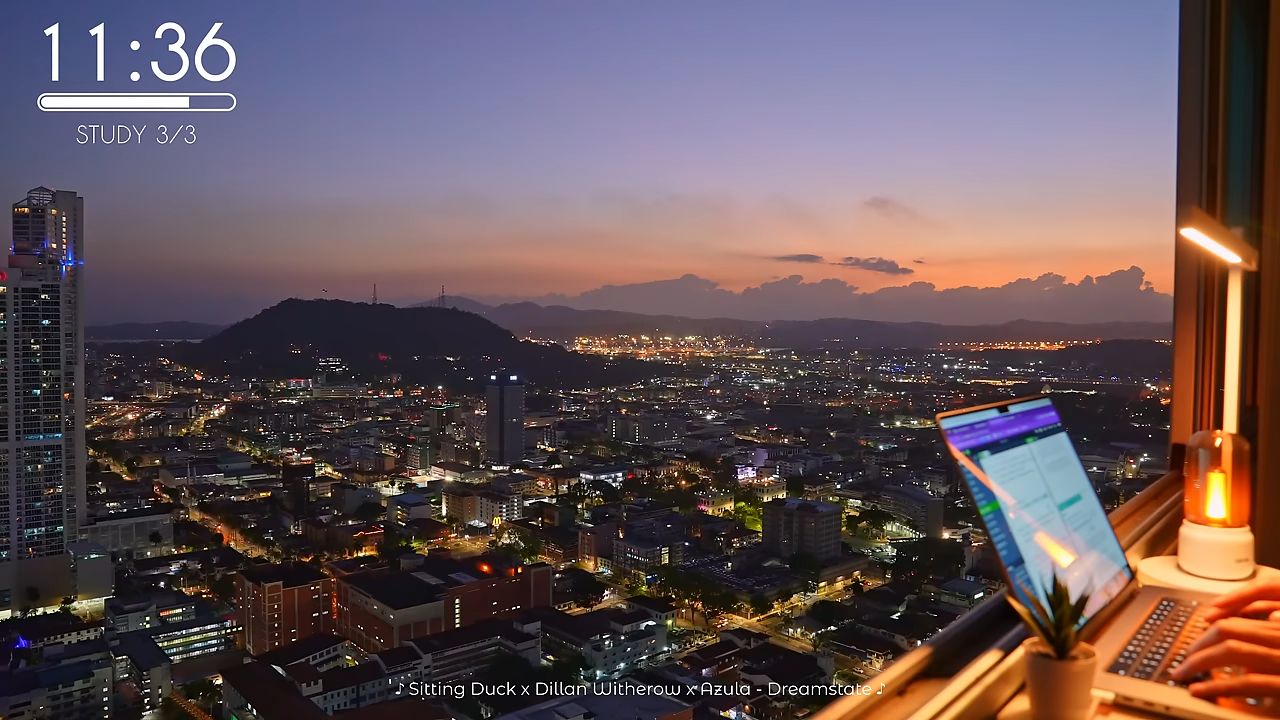 11:36
STUDY 3/3
♪ Sitting Duck x Dillan Witherow x Azula - Dreamstate ♪